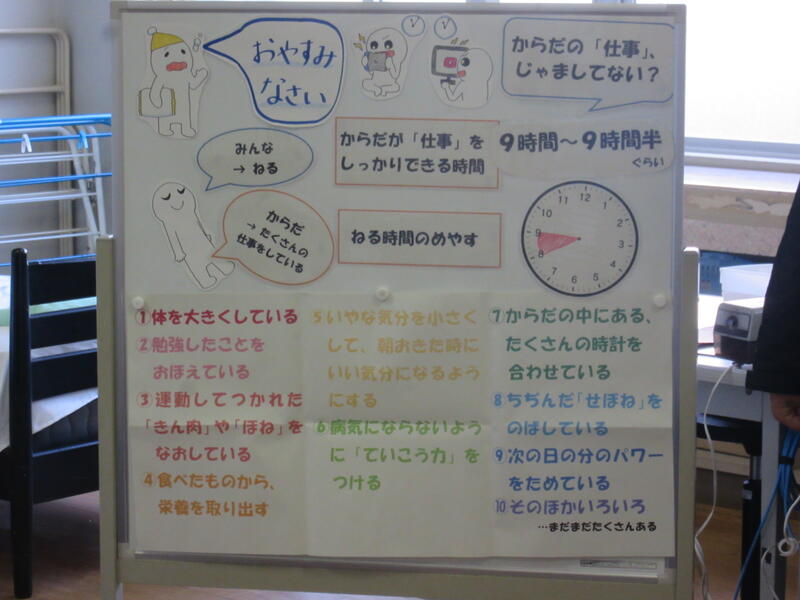 おやすみ
なさい
からだの「仕事」、
じゃましてない？
みんな
→ ねる
からだが「仕事」を
しっかりできる時間
9時間～9時間半
ぐらい
からだ
→ たくさんの
仕事をしている
ねる時間のめやす
12
1
2
3
4
5
6
7
8
9
10
11
①体を大きくしている
②勉強したことを
おぼえている
③運動してつかれた
「きん肉」や「ほね」を
なおしている
④食べたものから、
栄養を取り出す
⑤いやな気分を小さく
して、朝おきた時に
いい気分になるよう
にする
⑥病気にならないよう
に「ていこう力」を
つける
⑦からだの中にある、
たくさんの時計を
合わせている
⑧ちぢんだ「せぼね」を
のばしている
⑨次の日の分のパワー
をためている
⑩そのほかいろいろ
…まだまだたくさんある